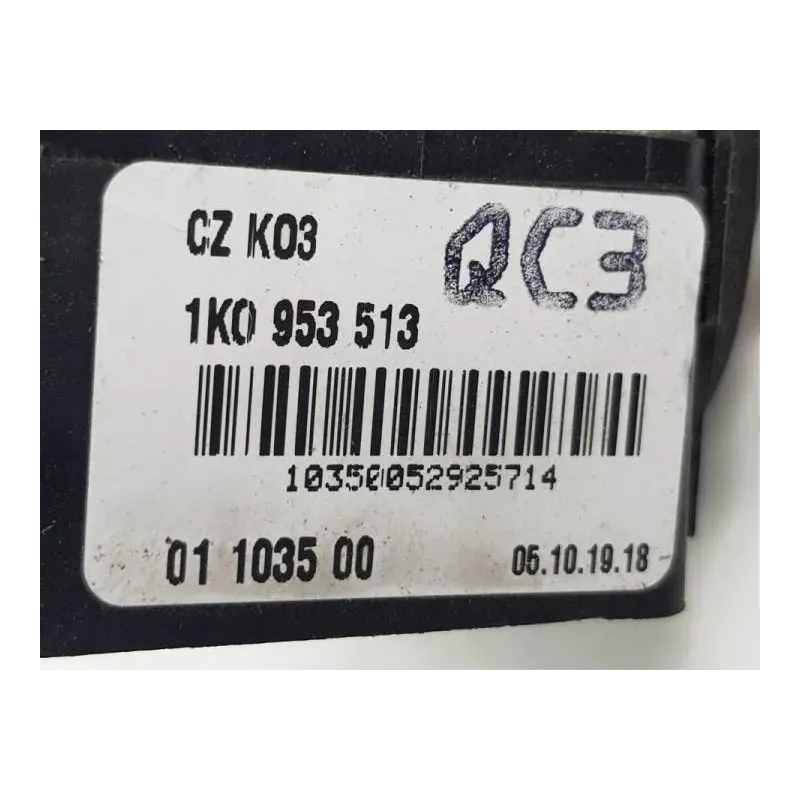 CZ K03
QC3
1K0 953 513
10350052925714
01 1035 00
05.10.19.18